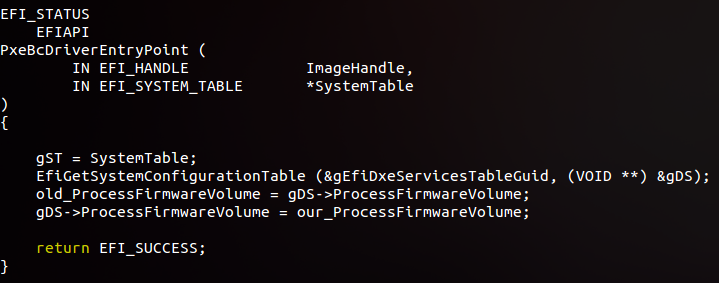 EFI_STATUS
    EFIAPI
PxeBcDriverEntryPoint (
        IN EFI_HANDLE              ImageHandle,
        IN EFI_SYSTEM_TABLE       *SystemTable
)
{
    gST = SystemTable;
    EfiGetSystemConfigurationTable (&gEfiDxeServicesTableGuid, (VOID **) &gDS);
    old_ProcessFirmwareVolume = gDS->ProcessFirmwareVolume;
    gDS->ProcessFirmwareVolume = our_ProcessFirmwareVolume;
    return EFI_SUCCESS;
}